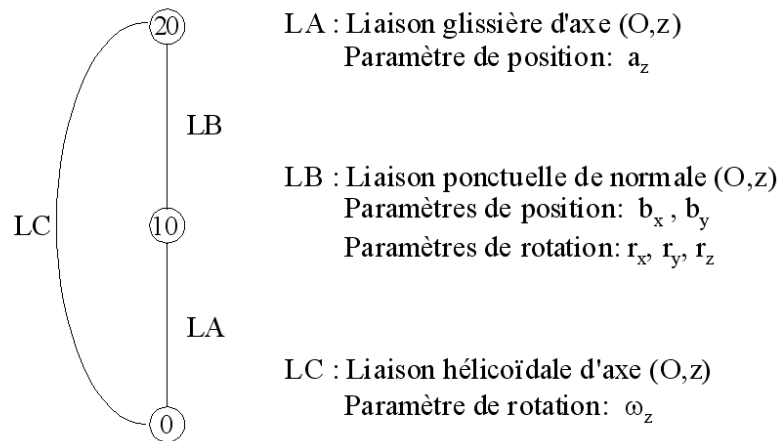 20
LB
LC
10
LA
0
LA : Liaison glissière d'axe (O,z)
Paramètre de position: a_z
LB : Liaison ponctuelle de normale (O,z)
Paramètres de position: b_x , b_y
Paramètres de rotation: r_x, r_y, r_z
LC : Liaison hélicoïdale d'axe (O,z)
Paramètre de rotation: ω_z